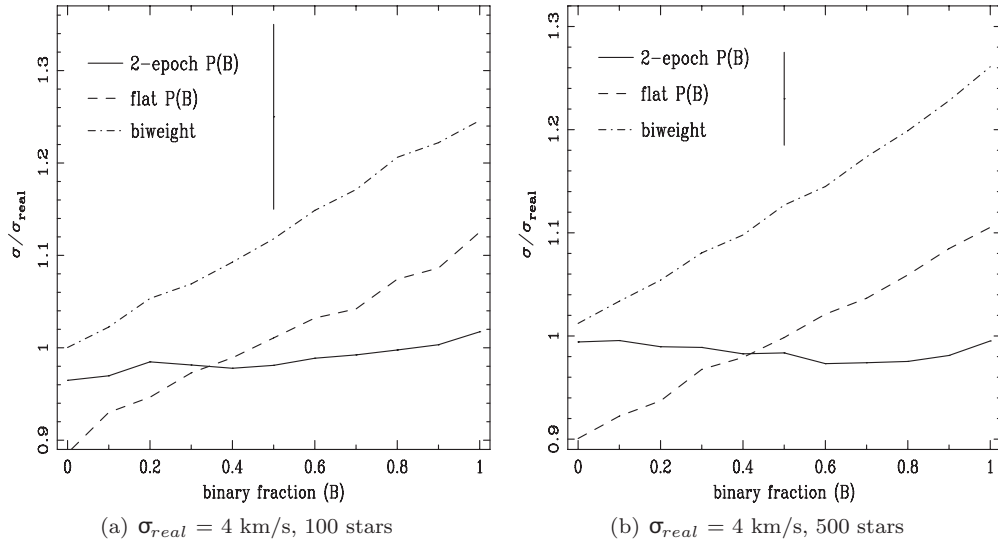 2-epoch P(B)
flat P(B)
biweight
σ/σreal
1.3
1.2
1.1
1
0.9
0 0.2 0.4 0.6 0.8 1
binary fraction (B)
(a) σreal = 4 km/s, 100 stars
2-epoch P(B)
flat P(B)
biweight
σ/σreal
1.3
1.2
1.1
1
0.9
0 0.2 0.4 0.6 0.8 1
binary fraction (B)
(b) σreal = 4 km/s, 500 stars